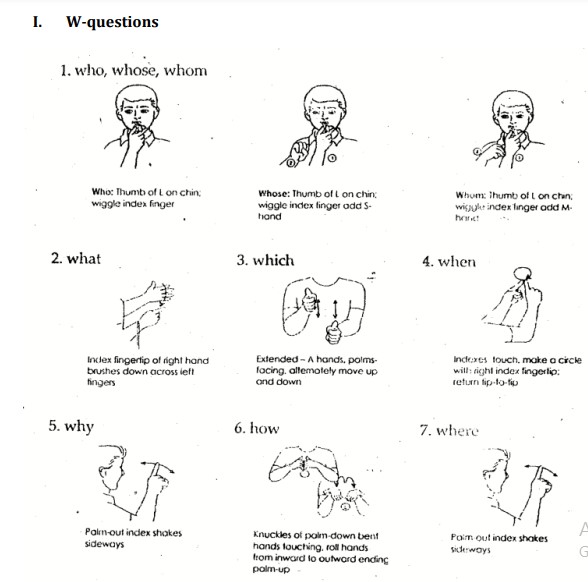 I. W-questions
1. who, whose, whom
Who: Thumb of L on chin;
wiggle index finger
Whose: Thumb of L on chin;
wiggle index finger add S-
hand
Whom: Thumb of L on chin;
wiggle index finger add M-
hand
2. what
3. which
4. when
Index fingertip of right hand
brushes down across left
fingers
Extended – A hands, palms-
facing, alternately move up
and down
Indexes touch, make a circle
with right index fingertip;
return tip-to-tip
5. why
6. how
7. where
Palm-out index shakes
sideways
Knuckles of palm-down bent
hands touching, roll hands
from inward to outward ending
palm-up
Palm out index shakes
sideways